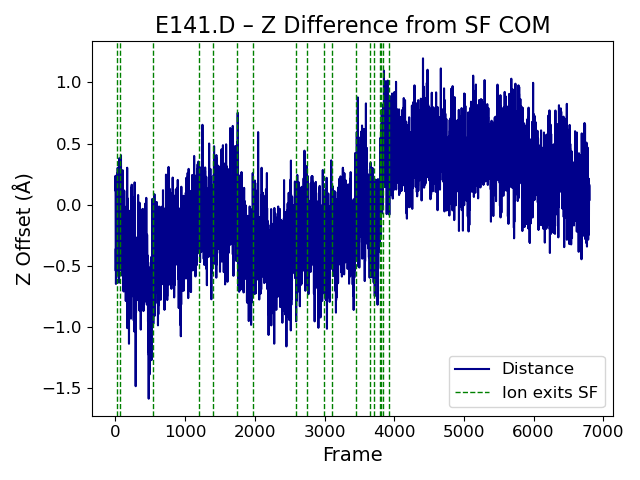 E141.D – Z Difference from SF COM
Z Offset (Å)
1.0
0.5
0.0
−0.5
−1.0
−1.5
0
1000
2000
3000
4000
5000
6000
7000
Frame
Distance
Ion exits SF